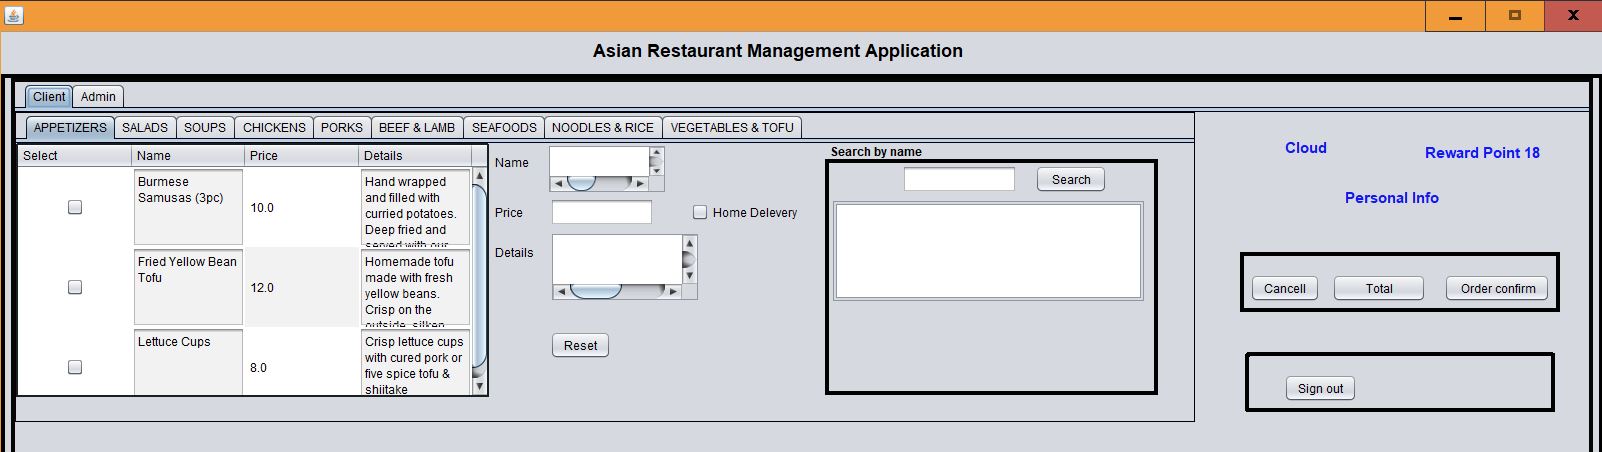 X
Asian Restaurant Management Application
Client Admin
APPETIZERS SALADS SOUPS CHICKENS PORKS BEEF & LAMB SEAFOODS NOODLES & RICE VEGETABLES & TOFU
Select Name Price Details
Burmese
Samusas (3pc)
10.0
Hand wrapped
and filled with
curried potatoes.
Deep fried and
served with our
Fried Yellow Bean
Tofu
12.0
Homemade tofu
made with fresh
yellow beans.
Crisp on the
outside, silken
Lettuce Cups
8.0
Crisp lettuce cups
with cured pork or
five spice tofu &
shiitake
Name
Price
Home Delevery
Details
Reset
Search by name
Search
Cloud
Reward Point 18
Personal Info
Cancell Total Order confirm
Sign out